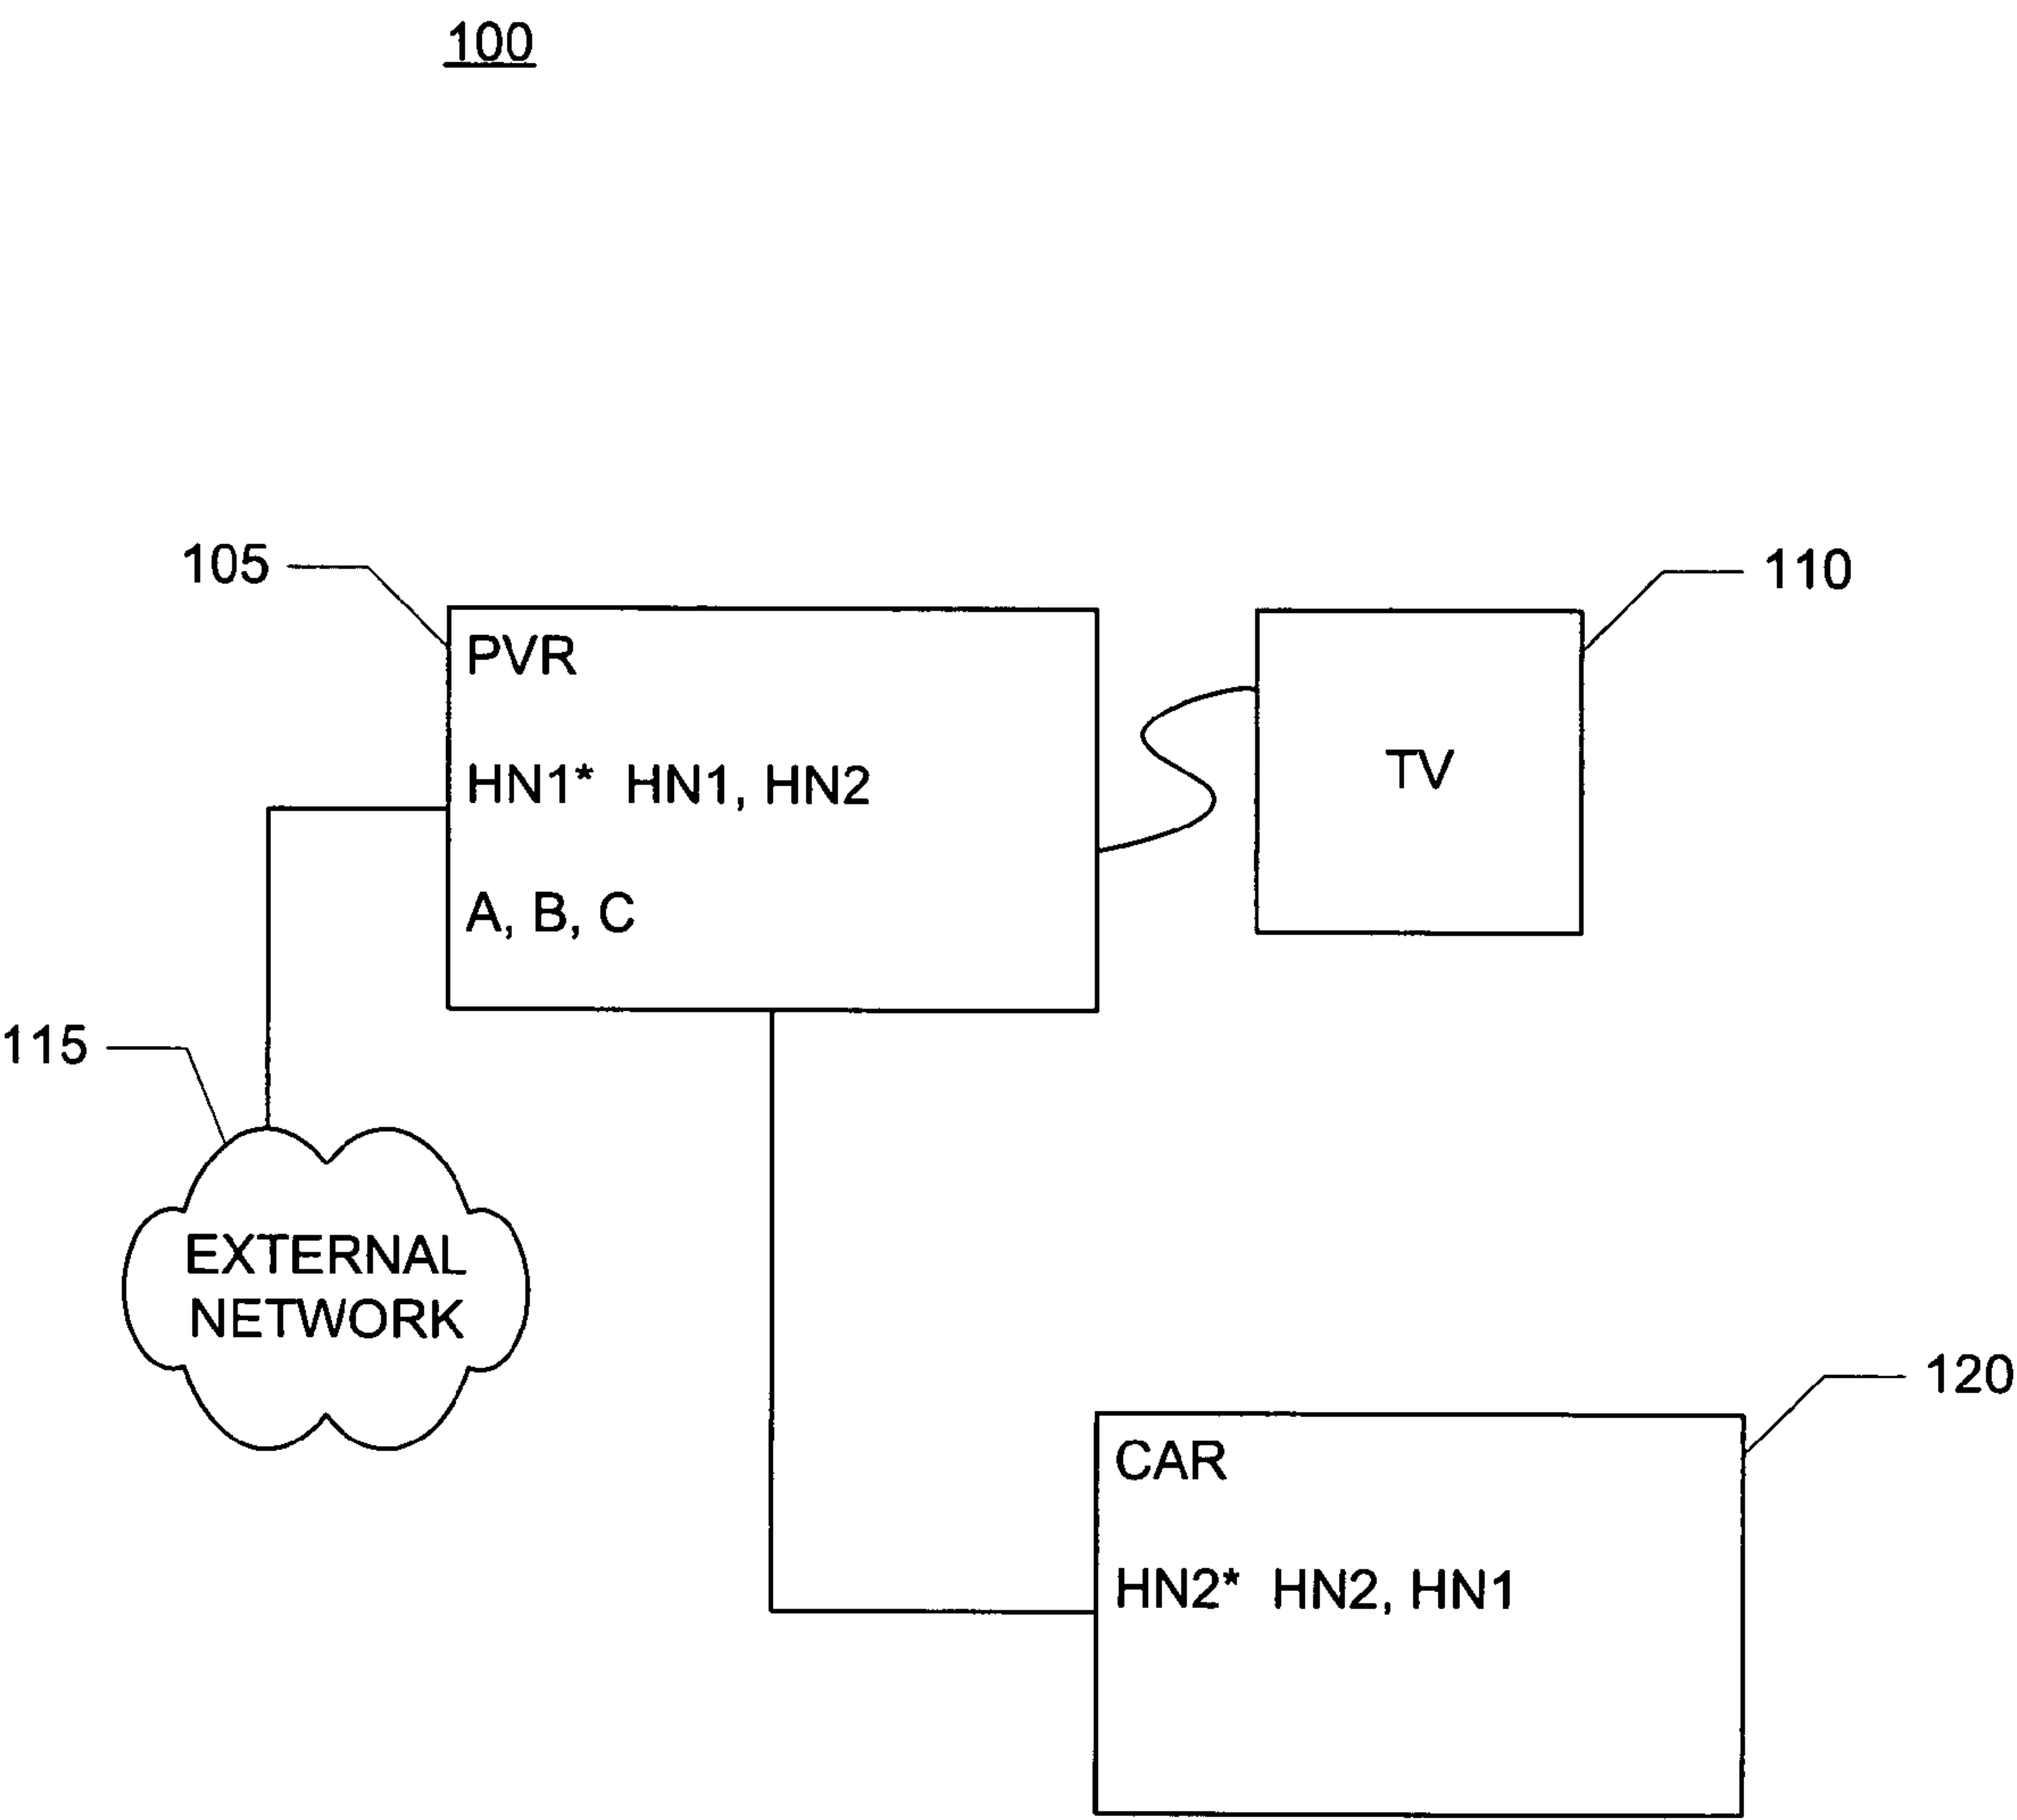 100
105
110
PVR
HN1* HN1, HN2
TV
A, B, C
115
EXTERNAL
NETWORK
120
CAR
HN2* HN2, HN1